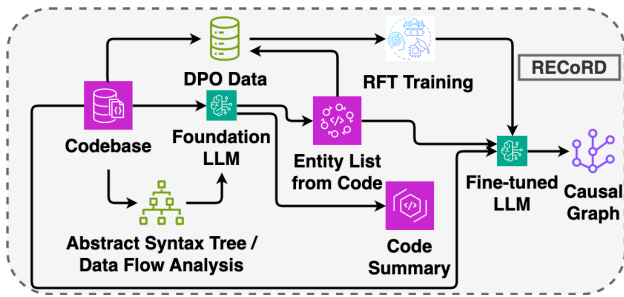 DPO Data
RFT Training
RECoRD
Codebase
Foundation
LLM
Entity List
from Code
Fine-tuned
LLM
Causal
Graph
Abstract Syntax Tree /
Data Flow Analysis
Code
Summary